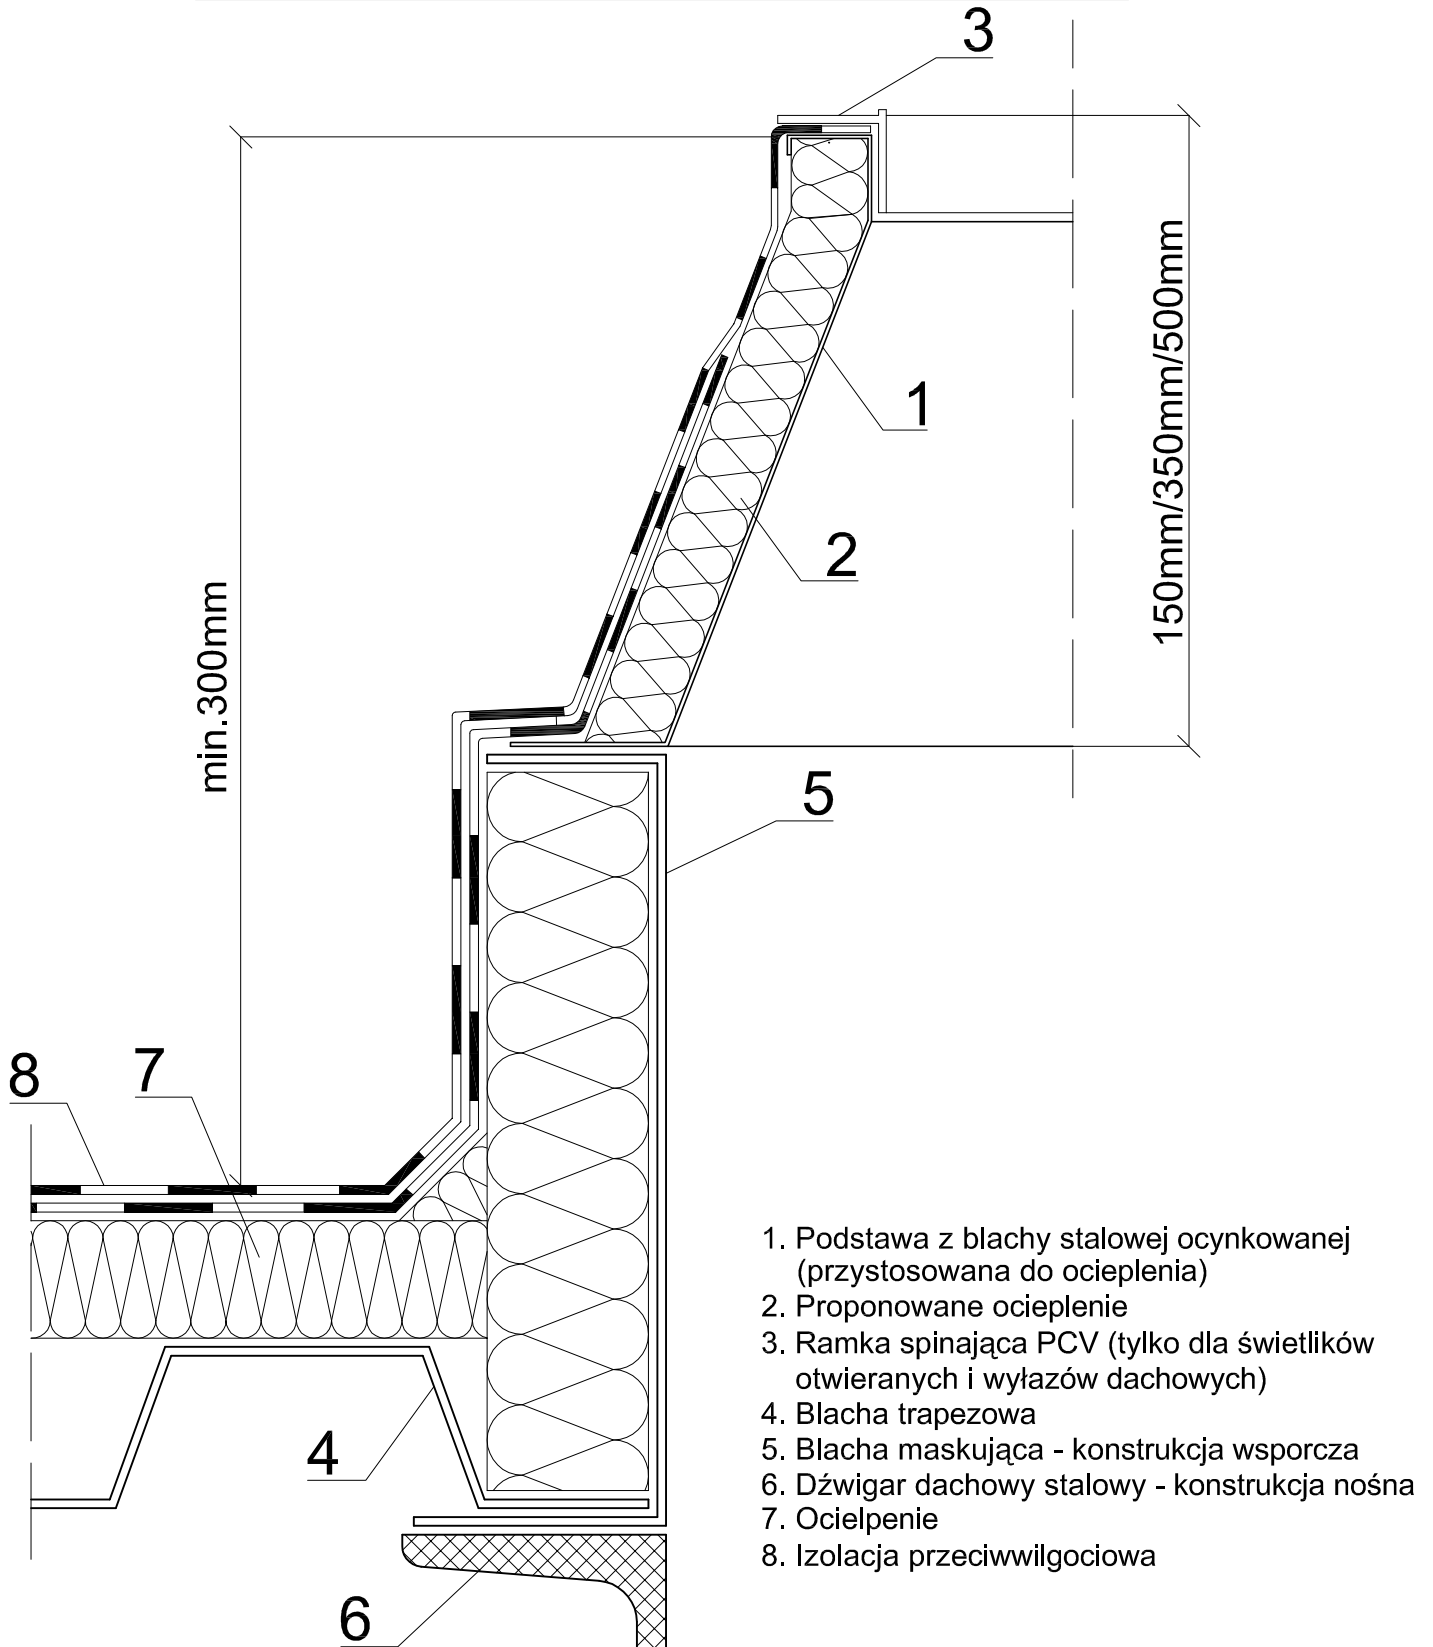 3
1
2
150mm/350mm/500mm
min.300mm
5
8
7
4
6
1. Podstawa z blachy stalowej ocynkowanej
(przystosowana do ocieplenia)
2. Proponowane ocieplenie
3. Ramka spinająca PCV (tylko dla świetlików
otwieranych i wyłazów dachowych)
4. Blacha trapezowa
5. Blacha maskująca - konstrukcja wsporcza
6. Dźwigar dachowy stalowy - konstrukcja nośna
7. Ocielpenie
8. Izolacja przeciwwilgociowa